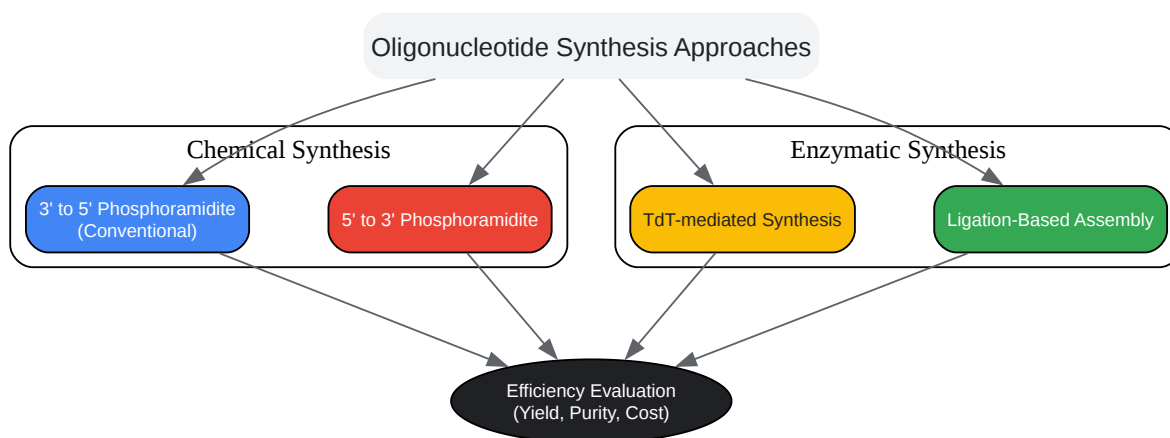 Oligonucleotide Synthesis Approaches
Chemical Synthesis
Enzymatic Synthesis
3' to 5' Phosphoramidite
(Conventional)
5' to 3' Phosphoramidite
TdT-mediated Synthesis
Ligation-Based Assembly
Efficiency Evaluation
(Yield, Purity, Cost)